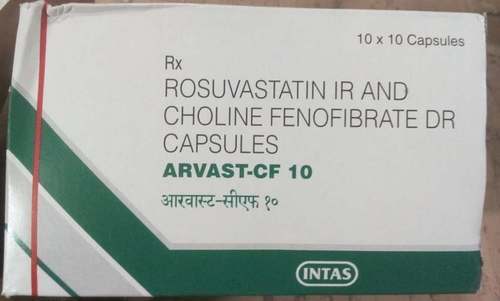 10 x 10 Capsules
Rx
ROSUVASTATIN IR AND
CHOLINE FENOFIBRATE DR
CAPSULES
ARVAST-CF 10
आरवास्ट-सीएफ १०
INTAS